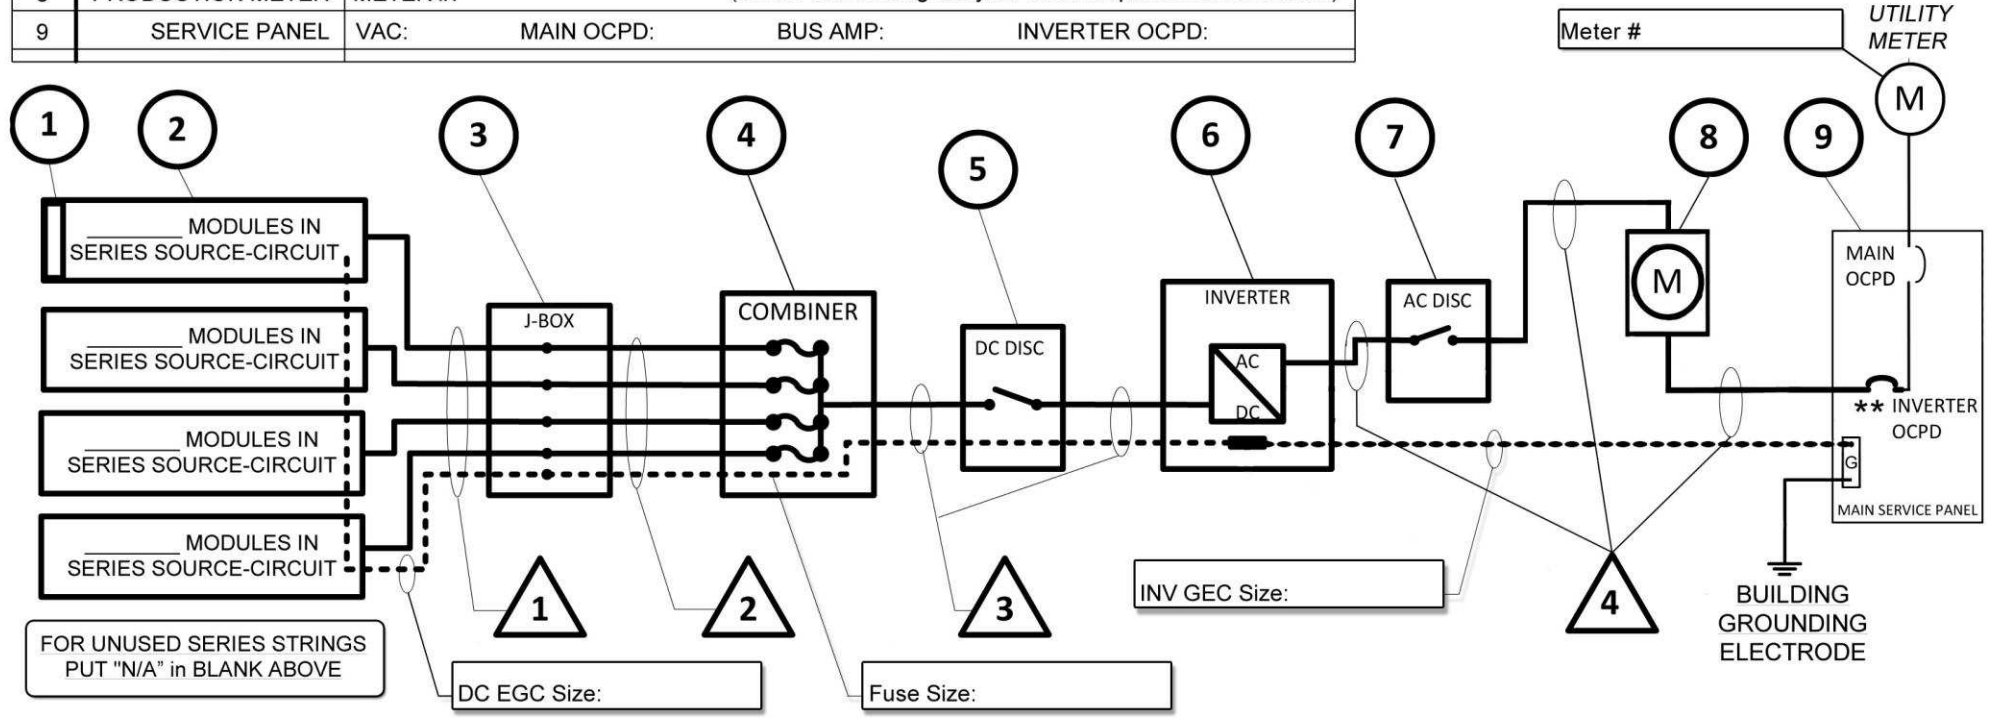 9 SERVICE PANEL VAC: MAIN OCPD: BUS AMP: INVERTER OCPD:
Meter #
UTILITY
METER
M
1
2
3
4
5
6
7
8
9
________ MODULES IN
SERIES SOURCE-CIRCUIT
________ MODULES IN
SERIES SOURCE-CIRCUIT
________ MODULES IN
SERIES SOURCE-CIRCUIT
________ MODULES IN
SERIES SOURCE-CIRCUIT
J-BOX
COMBINER
DC DISC
INVERTER
AC
DC
AC DISC
M
MAIN
OCPD
** INVERTER
OCPD
G
MAIN SERVICE PANEL
1
2
3
4
INV GEC Size:
BUILDING
GROUNDING
ELECTRODE
FOR UNUSED SERIES STRINGS
PUT "N/A" in BLANK ABOVE
DC EGC Size:
Fuse Size: